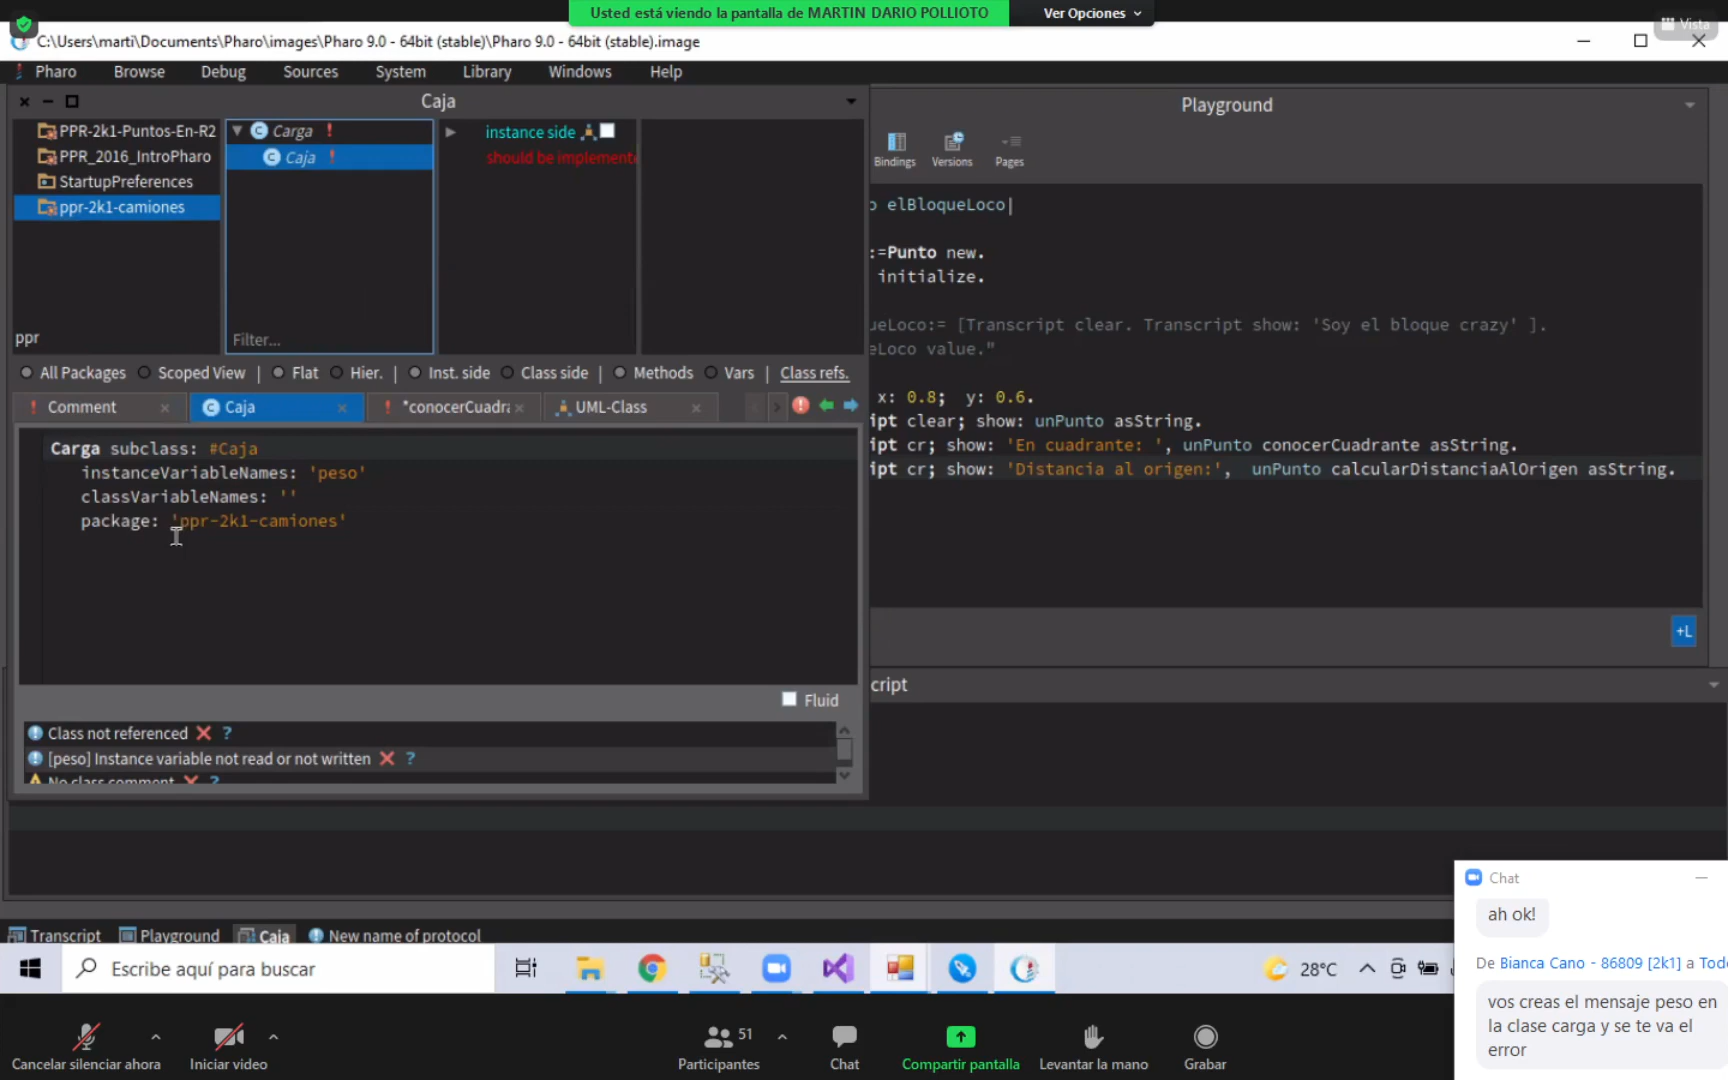 Usted está viendo la pantalla de MARTIN DARIO POLLIOTO
Ver Opciones
Vista
C:\Users\marti\Documents\Pharo\images\Pharo 9.0 - 64bit (stable)\Pharo 9.0 - 64bit (stable).image
Pharo Browse Debug Sources System Library Windows Help
Caja
PPR-2k1-Puntos-En-R2
PPR_2016_IntroPharo
StartupPreferences
ppr-2k1-camiones
ppr
Carga
Caja
Filter...
instance side
should be implemente
All Packages Scoped View | Flat Hier. | Inst. side Class side | Methods Vars | Class refs.
Comment
Caja
*conocerCuadra
UML-Class
Carga subclass: #Caja
instanceVariableNames: 'peso'
classVariableNames: ''
package: 'ppr-2k1-camiones'
Fluid
Class not referenced ?
[peso] Instance variable not read or not written ?
No class comment ?
Playground
Bindings Versions Pages
o elBloqueLoco|
:=Punto new.
initialize.
ueLoco:= [Transcript clear. Transcript show: 'Soy el bloque crazy' ].
eLoco value."
x: 0.8; y: 0.6.
ipt clear; show: unPunto asString.
ipt cr; show: 'En cuadrante: ', unPunto conocerCuadrante asString.
ipt cr; show: 'Distancia al origen:', unPunto calcularDistanciaAlOrigen asString.
+L
cript
Transcript Playground Caja New name of protocol
Escribe aquí para buscar
28°C
Chat
ah ok!
De Bianca Cano - 86809 [2k1] a Todo
vos creas el mensaje peso en
la clase carga y se te va el
error
Cancelar silenciar ahora
Iniciar video
51
Participantes
Chat
Compartir pantalla
Levantar la mano
Grabar